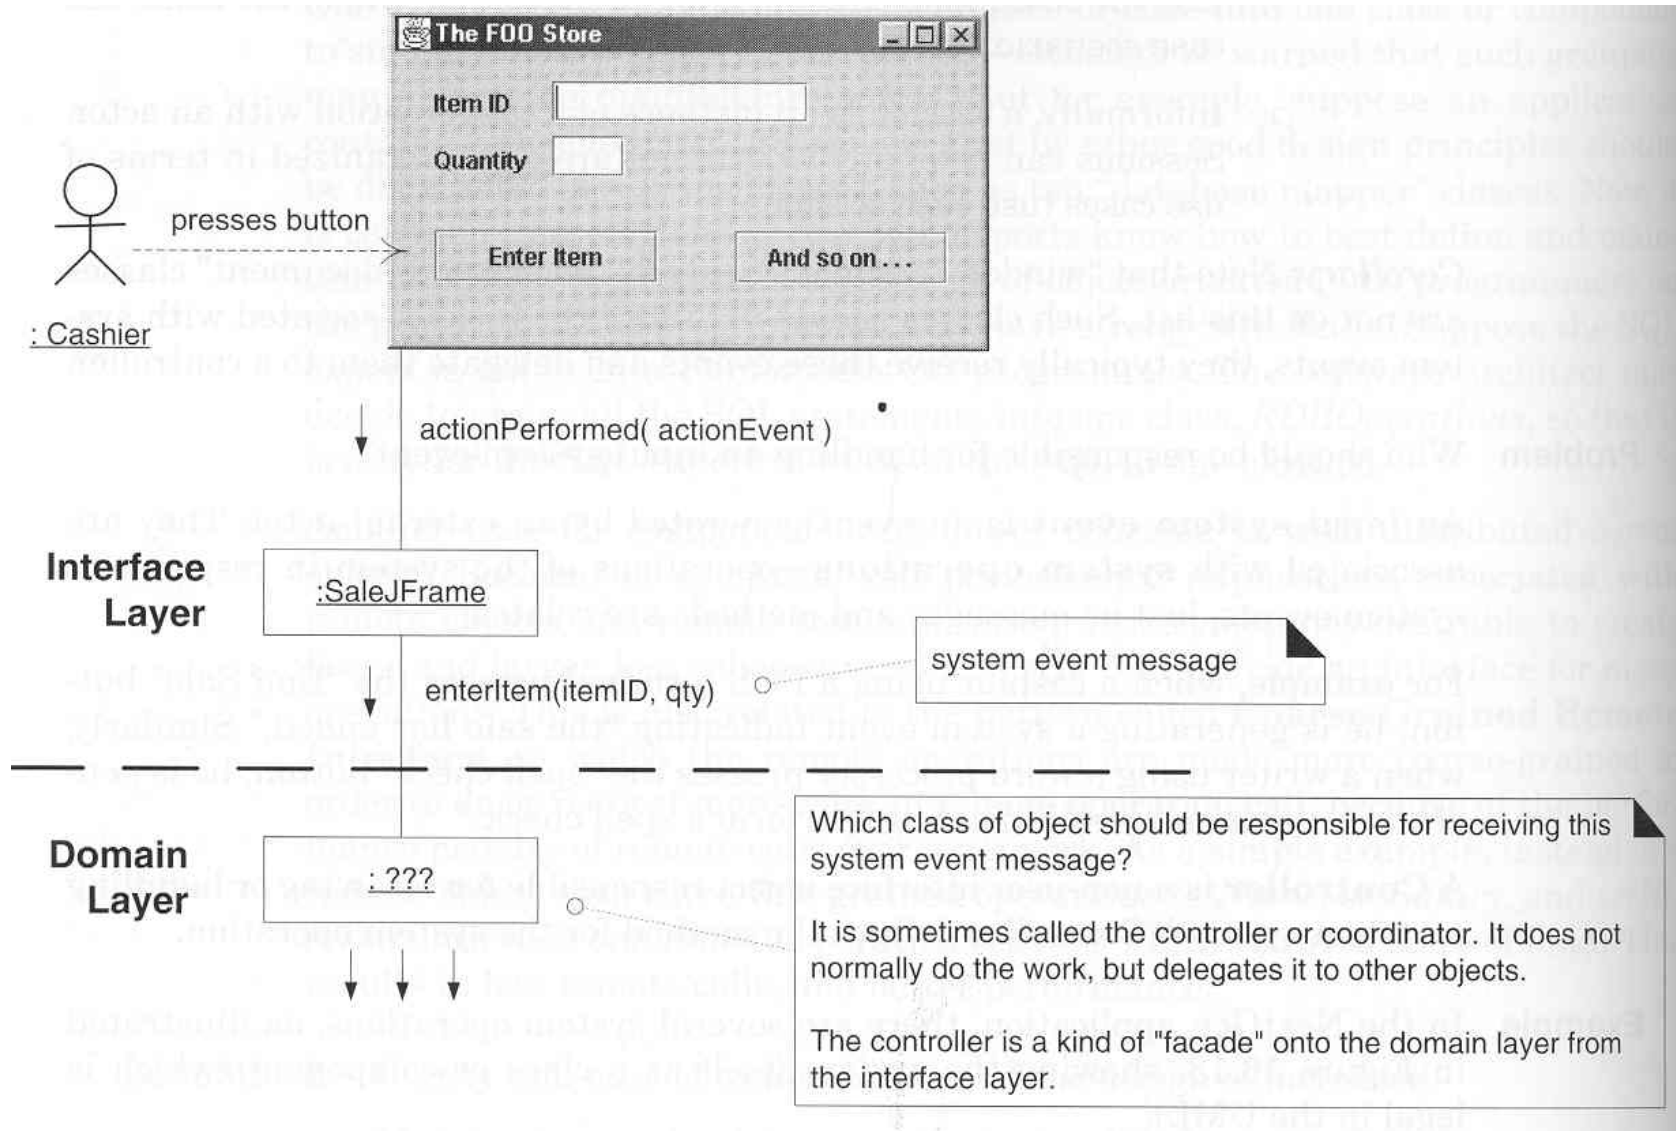 The FOO Store
Item ID
Quantity
presses button
Enter Item
And so on . . .
: Cashier
actionPerformed( actionEvent )
Interface
Layer
:SaleJFrame
system event message
enterItem(itemID, qty)
Which class of object should be responsible for receiving this
system event message?
Domain
Layer
: ???
It is sometimes called the controller or coordinator. It does not
normally do the work, but delegates it to other objects.
The controller is a kind of "facade" onto the domain layer from
the interface layer.